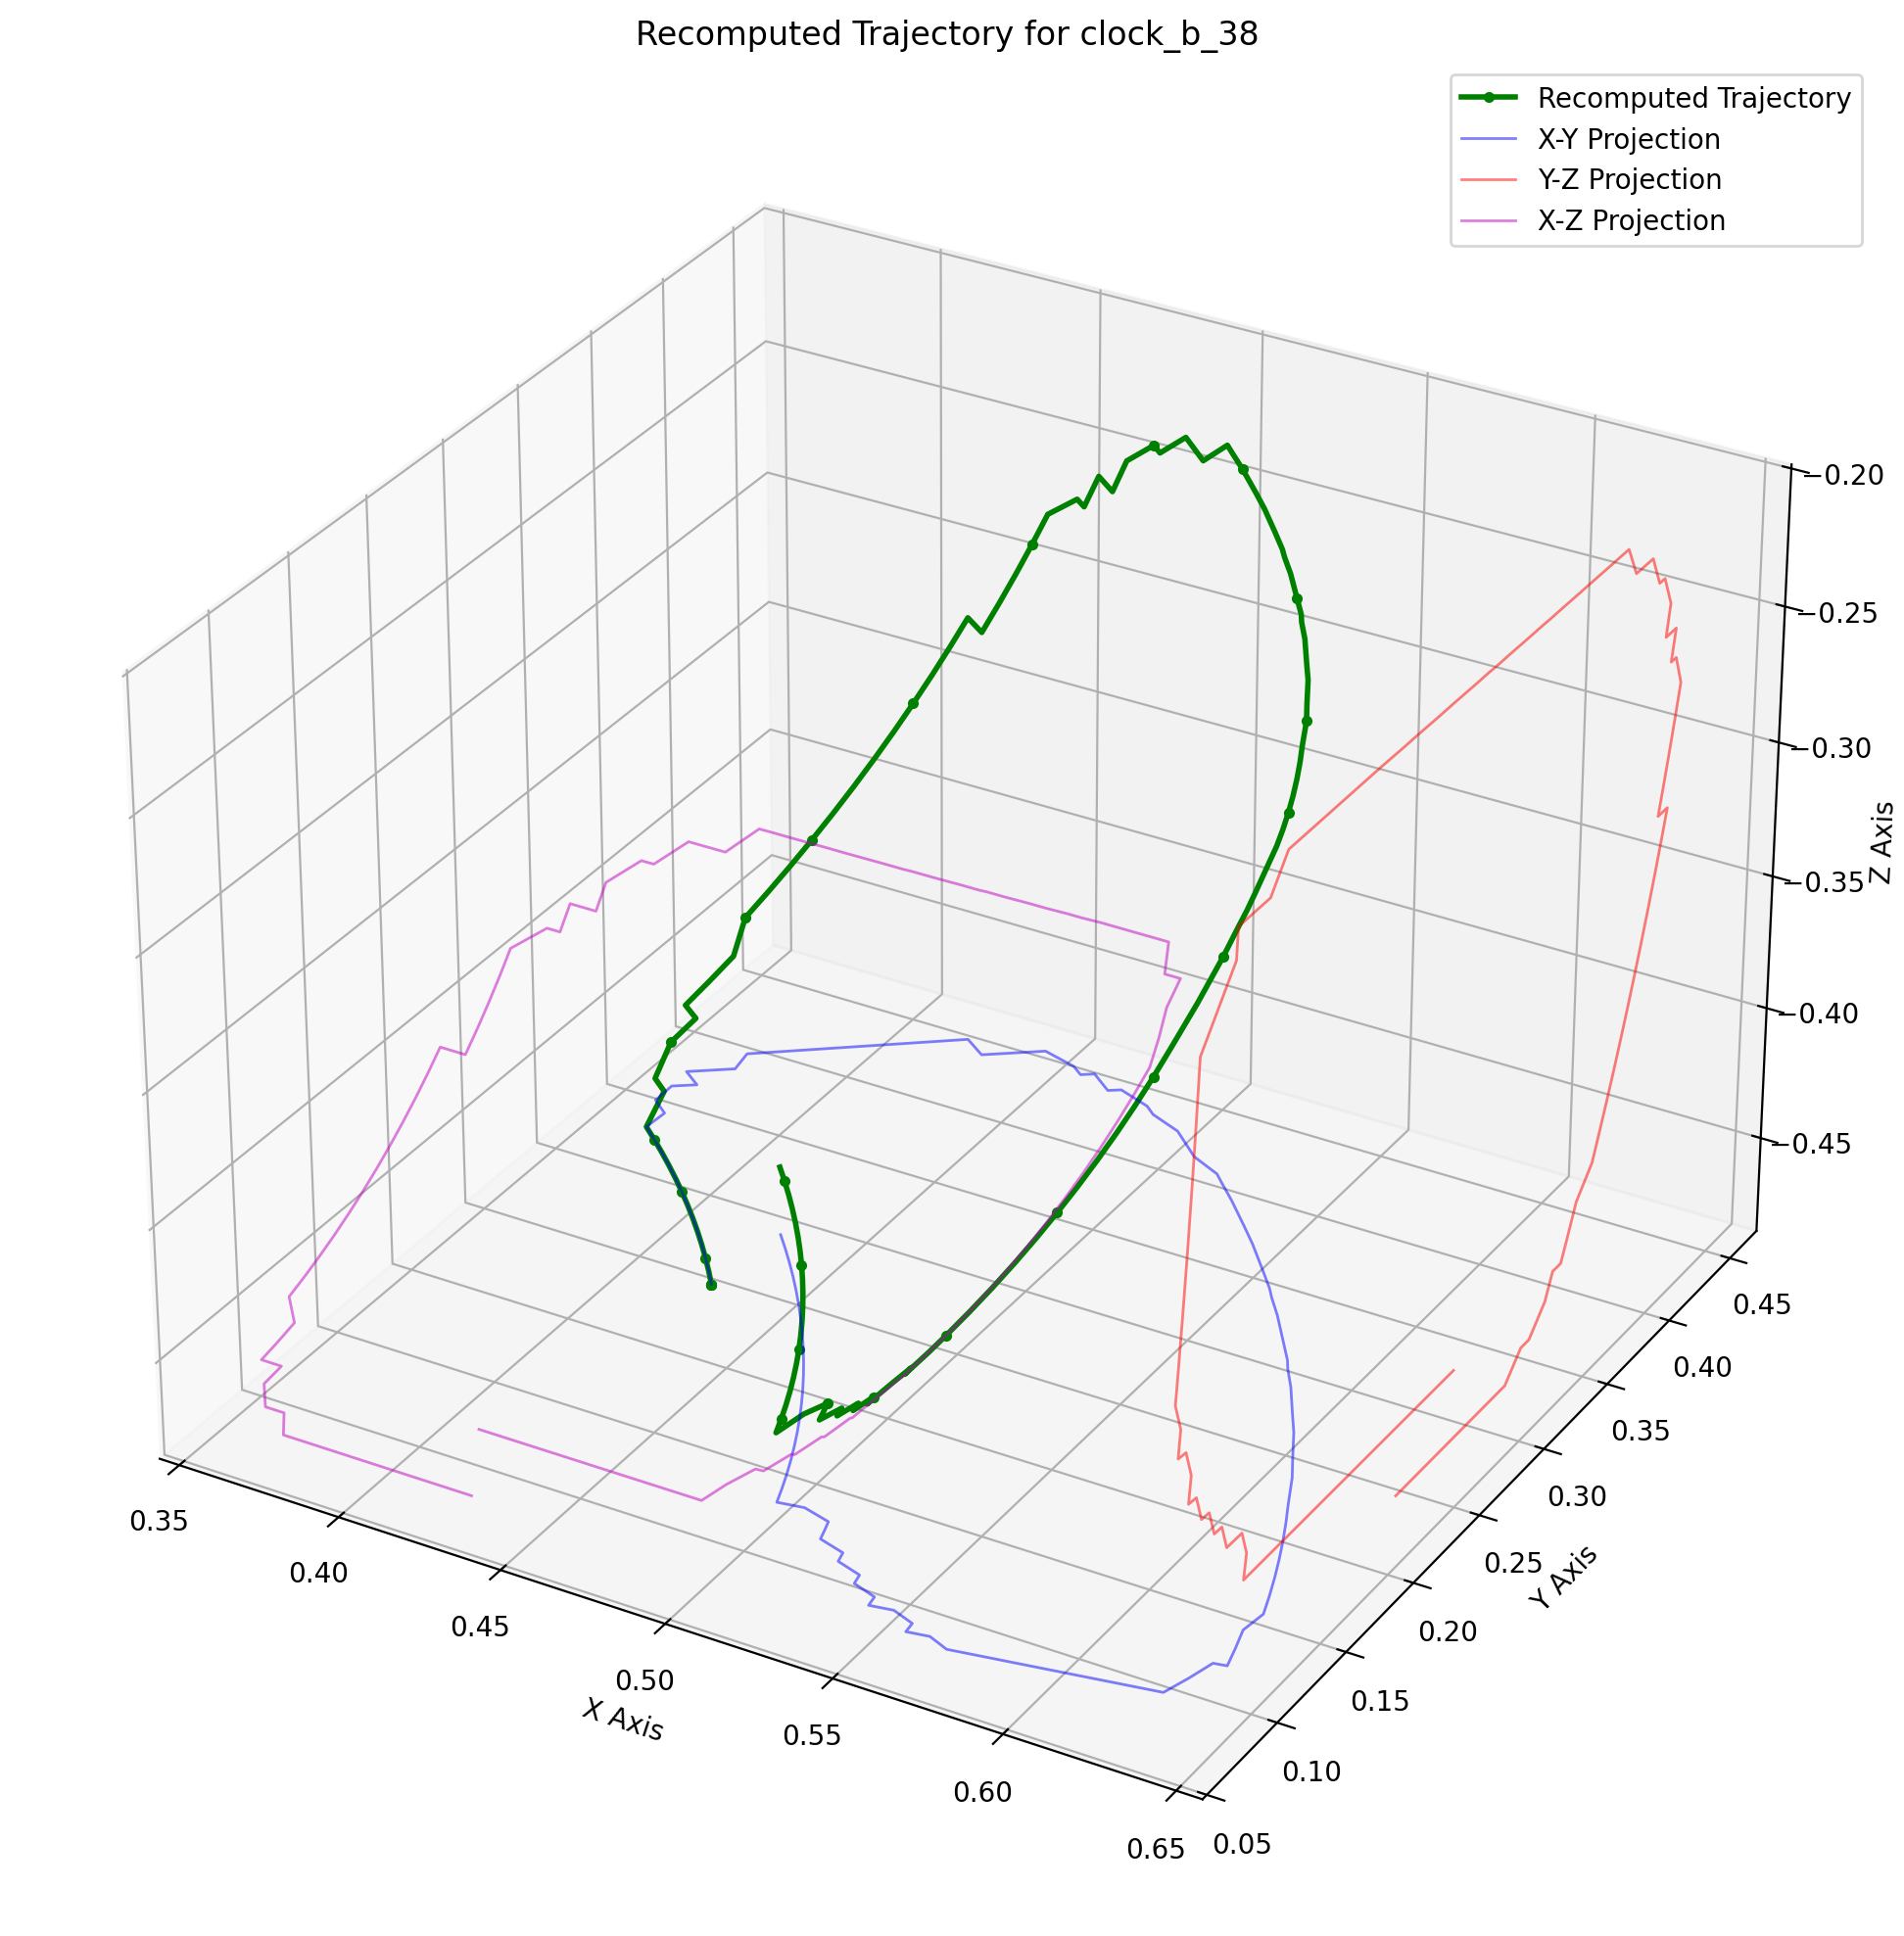 Recomputed Trajectory for clock_b_38
Recomputed Trajectory
X-Y Projection
Y-Z Projection
X-Z Projection
−0.20
−0.25
−0.30
−0.35
−0.40
−0.45
Z Axis
0.45
0.40
0.35
0.30
0.25
0.20
0.15
0.10
0.05
Y Axis
0.35
0.40
0.45
0.50
0.55
0.60
0.65
X Axis